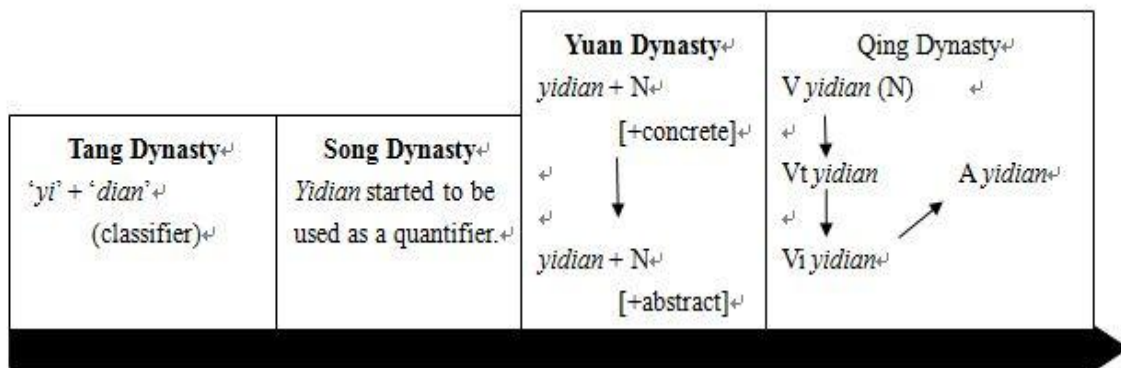 Tang Dynasty↵
‘yi’ + ‘dian’↵
(classifier)↵
Song Dynasty↵
Yidian started to be
used as a quantifier.↵
Yuan Dynasty↵
yidian + N↵
[+concrete]↵
↵
↵
yidian + N↵
[+abstract]↵
Qing Dynasty↵
V yidian (N) ↵
↵
Vt yidian A yidian↵
↵
Vi yidian↵